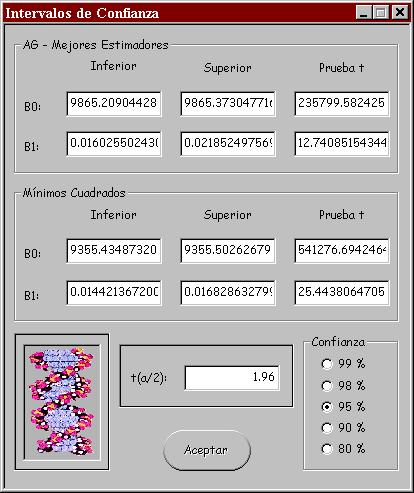 Intervalos de Confianza
AG - Mejores Estimadores
Inferior Superior Prueba t
B0: 9865.20904428 9865.37304771 235799.582425
B1: 0.01602550243 0.02185249756 12.74085154344
Mínimos Cuadrados
Inferior Superior Prueba t
B0: 9355.43487320 9355.50262679 541276.6942464
B1: 0.01442136720 0.01682863279 25.4438064705
t(a/2): 1.96
Confianza
99 %
98 %
95 %
90 %
80 %
Aceptar